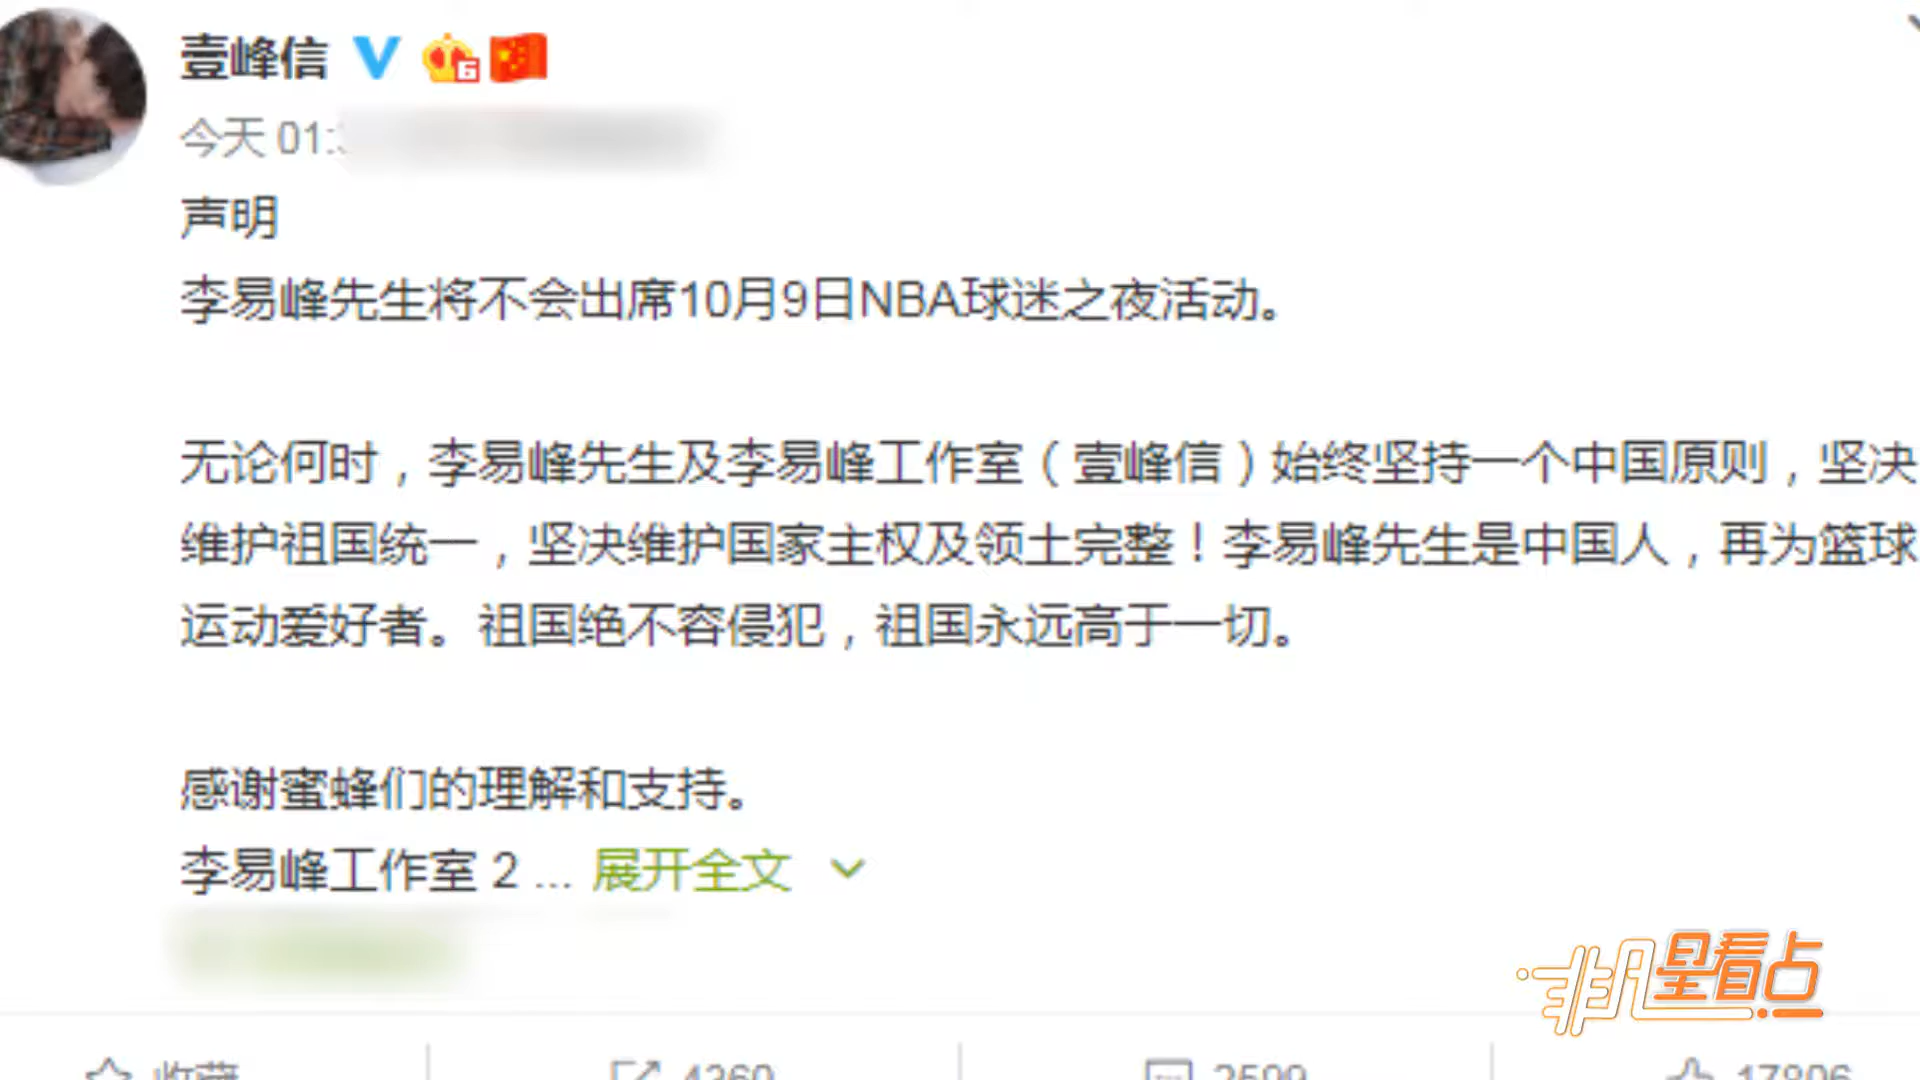 壹峰信
今天 01:
声明
李易峰先生将不会出席10月9日NBA球迷之夜活动。
无论何时，李易峰先生及李易峰工作室（壹峰信）始终坚持一个中国原则，坚决
维护祖国统一，坚决维护国家主权及领土完整！李易峰先生是中国人，再为篮球
运动爱好者。祖国绝不容侵犯，祖国永远高于一切。
感谢蜜蜂们的理解和支持。
李易峰工作室 2 ... 展开全文
非凡星看点
收藏 4360 2599 17806